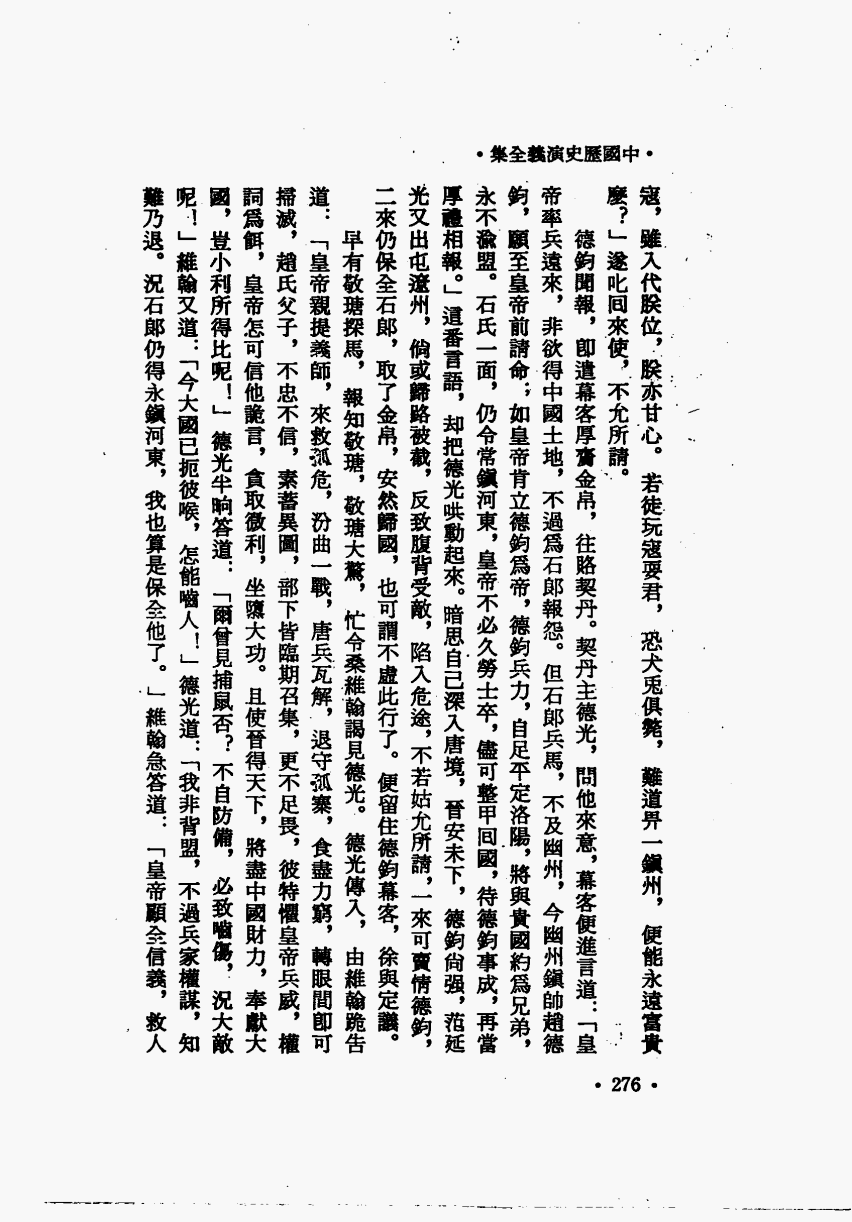 •中國歷史演義全集•
寇，雖入代朕位，朕亦甘心。若徒玩寇要君，恐犬兎俱斃，難道畀一鎭州，便能永遠富貴
麼？」遂叱囘來使，不允所請。
德鈞聞報，卽遣幕客厚齎金帛，往賂契丹。契丹主德光，問他來意，幕客便進言道：「皇
帝率兵遠來，非欲得中國土地，不過爲石郎報怨。但石郎兵馬，不及幽州，今幽州鎭帥趙德
鈞，願至皇帝前請命；如皇帝肯立德鈞爲帝，德鈞兵力，自足平定洛陽，將與貴國約爲兄弟，
永不渝盟。石氏一面，仍令常鎭河東，皇帝不必久勞士卒，儘可整甲囘國，待德鈞事成，再當
厚禮相報。」這番言語，却把德光哄動起來。暗思自己深入唐境，晉安未下，德鈞尙强，范延
光又出屯遼州，倘或歸路被截，反致腹背受敵，陷入危途，不若姑允所請，一來可賣情德鈞，
二來仍保全石郎，取了金帛，安然歸國，也可謂不虛此行了。便留住德鈞幕客，徐與定議。
早有敬瑭探馬，報知敬瑭，敬瑭大驚，忙令桑維翰謁見德光。德光傳入，由維翰跪告
道：「皇帝親提義師，來救孤危，汾曲一戰，唐兵瓦解，退守孤寨，食盡力窮，轉眼間卽可
掃滅，趙氏父子，不忠不信，素蓄異圖，部下皆臨期召集，更不足畏，彼特懼皇帝兵威，權
詞爲餌，皇帝怎可信他詭言，貪取微利，坐隳大功。且使晉得天下，將盡中國財力，奉獻大
國，豈小利所得比呢！」德光半晌答道：「爾曾見捕鼠否？不自防備，必致嚙傷，況大敵
呢！」維翰又道：「今大國已扼彼喉，怎能嚙人！」德光道：「我非背盟，不過兵家權謀，知
難乃退。況石郎仍得永鎭河東，我也算是保全他了。」維翰急答道：「皇帝顧全信義，救人
•276•